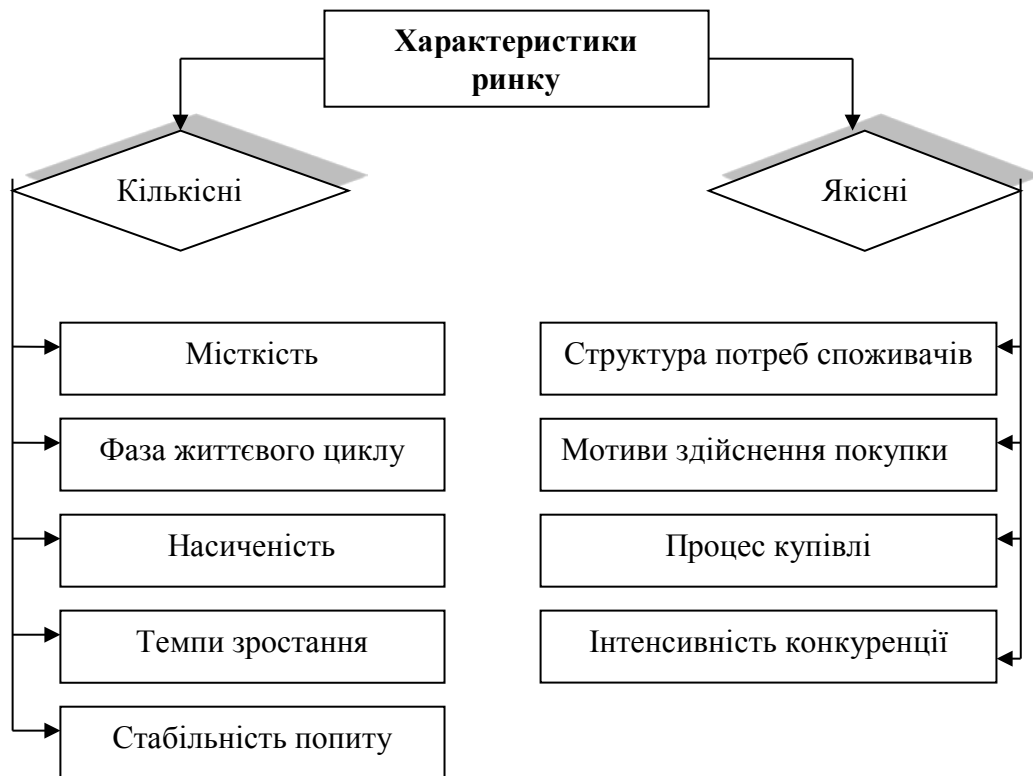 Характеристики
ринку
Кількісні
Якісні
Місткість
Структура потреб споживачів
Фаза життєвого циклу
Мотиви здійснення покупки
Насиченість
Процес купівлі
Темпи зростання
Інтенсивність конкуренції
Стабільність попиту